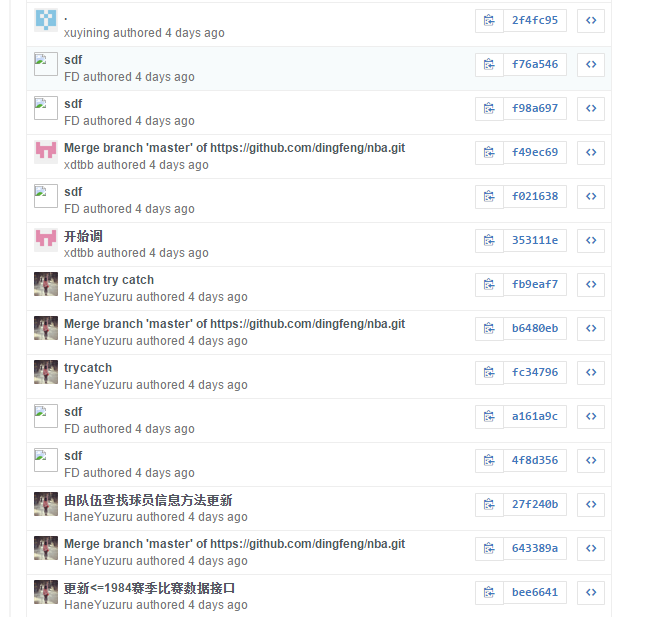 .
xuyining authored 4 days ago
2f4fc95
sdf
FD authored 4 days ago
f76a546
sdf
FD authored 4 days ago
f98a697
Merge branch 'master' of https://github.com/dingfeng/nba.git
xdtbb authored 4 days ago
f49ec69
sdf
FD authored 4 days ago
f021638
开始调
xdtbb authored 4 days ago
353111e
match try catch
HaneYuzuru authored 4 days ago
fb9eaf7
Merge branch 'master' of https://github.com/dingfeng/nba.git
HaneYuzuru authored 4 days ago
b6480eb
trycatch
HaneYuzuru authored 4 days ago
fc34796
sdf
FD authored 4 days ago
a161a9c
sdf
FD authored 4 days ago
4f8d356
由队伍查找球员信息方法更新
HaneYuzuru authored 4 days ago
27f240b
Merge branch 'master' of https://github.com/dingfeng/nba.git
HaneYuzuru authored 4 days ago
643389a
更新<=1984赛季比赛数据接口
HaneYuzuru authored 4 days ago
bee6641